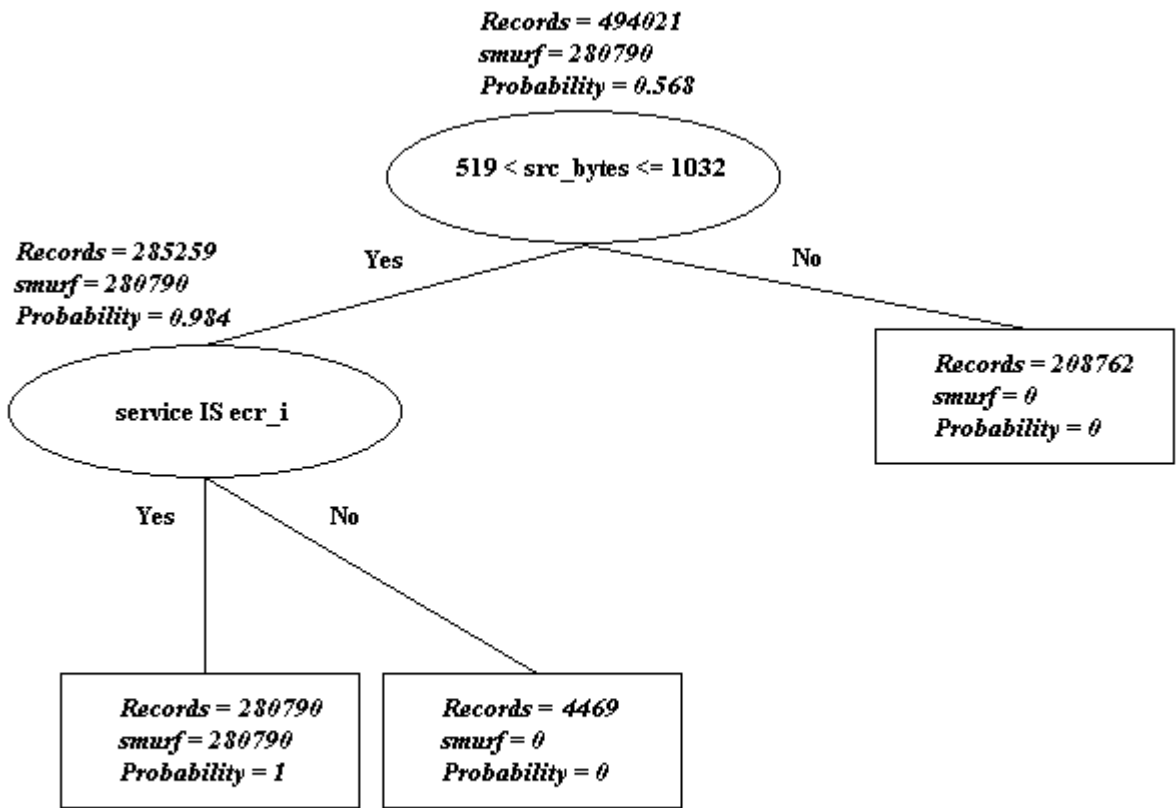 Records = 494021
smurf = 280790
Probability = 0.568
519 < src_bytes <= 1032
Records = 285259
smurf = 280790
Probability = 0.984
Yes
No
service IS ecr_i
Records = 208762
smurf = 0
Probability = 0
Yes
No
Records = 280790
smurf = 280790
Probability = 1
Records = 4469
smurf = 0
Probability = 0